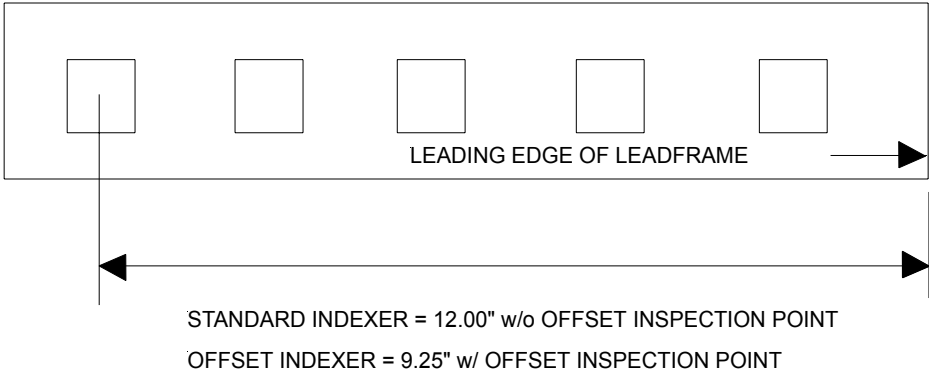 LEADING EDGE OF LEADFRAME
STANDARD INDEXER = 12.00" w/o OFFSET INSPECTION POINT
OFFSET INDEXER = 9.25" w/ OFFSET INSPECTION POINT